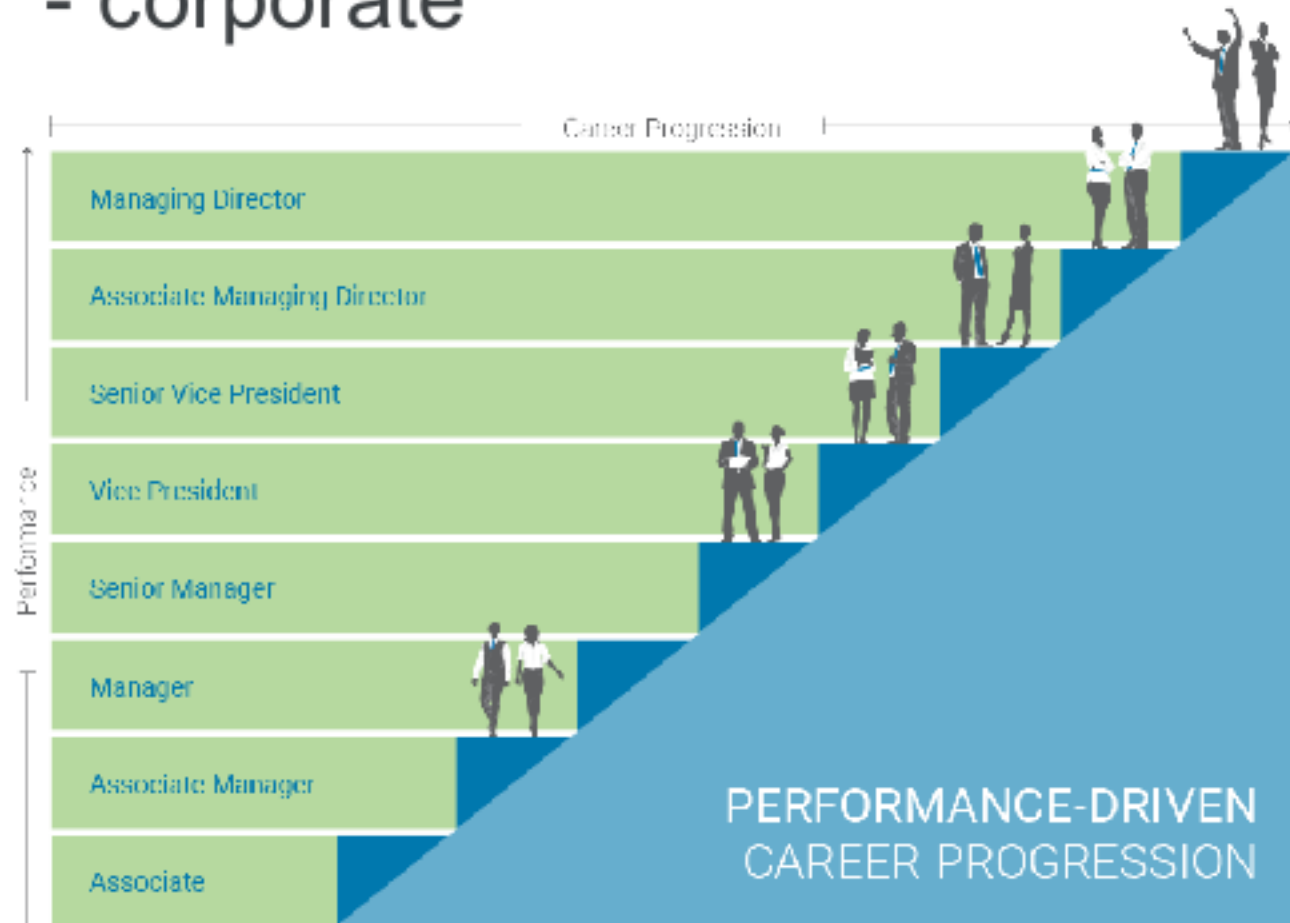 - corporate
Career Progression
Managing Director
Associate Managing Director
Senior Vice President
Vice President
Performance
Senior Manager
Manager
Associate Manager
Associate
PERFORMANCE-DRIVEN
CAREER PROGRESSION